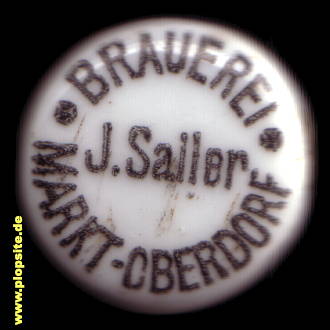 BRAUEREI
J. Saller
MARKT-OBERDORF
www.plopsite.de